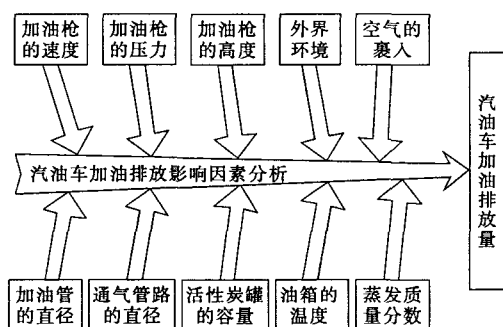 加油枪
的速度
加油枪
的压力
加油枪
的高度
外界
环境
空气的
裹入
汽油车加油排放影响因素分析
汽油车加油排放量
加油管
的直径
通气管路
的直径
活性炭罐
的容量
油箱的
温度
蒸发质
量分数